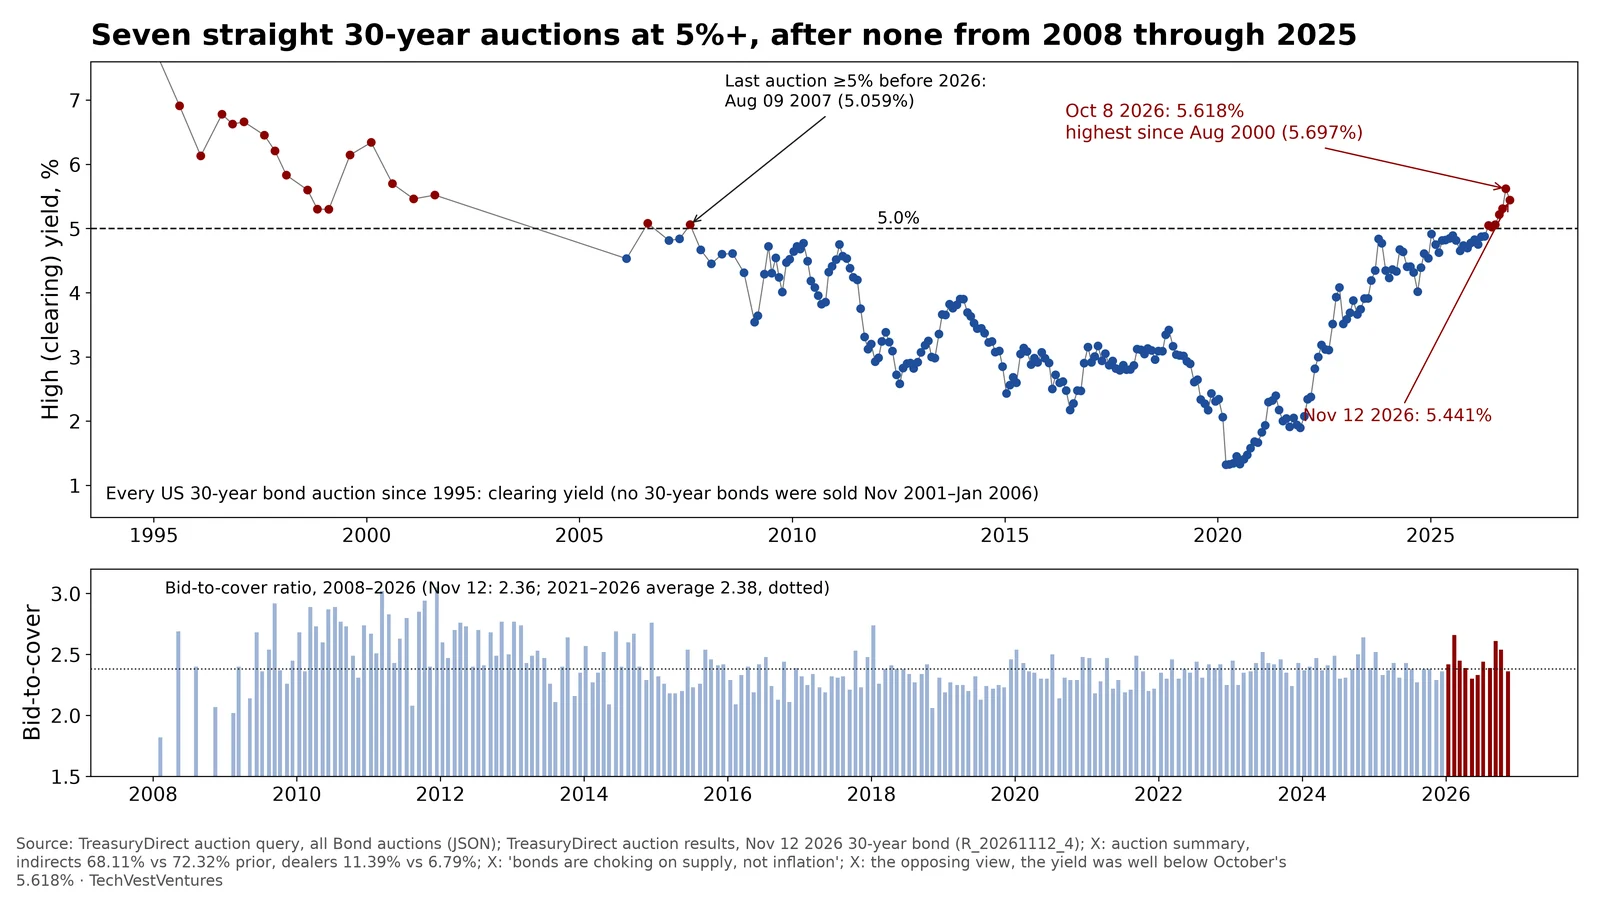 Seven straight 30-year auctions at 5%+, after none from 2008 through 2025
High (clearing) yield, %
7
6
5
4
3
2
1
Last auction ≥5% before 2026:
Aug 09 2007 (5.059%)
Oct 8 2026: 5.618%
highest since Aug 2000 (5.697%)
5.0%
Nov 12 2026: 5.441%
Every US 30-year bond auction since 1995: clearing yield (no 30-year bonds were sold Nov 2001–Jan 2006)
1995 2000 2005 2010 2015 2020 2025
Bid-to-cover
3.0
2.5
2.0
1.5
Bid-to-cover ratio, 2008–2026 (Nov 12: 2.36; 2021–2026 average 2.38, dotted)
2008 2010 2012 2014 2016 2018 2020 2022 2024 2026
Source: TreasuryDirect auction query, all Bond auctions (JSON); TreasuryDirect auction results, Nov 12 2026 30-year bond (R_20261112_4); X: auction summary,
indirects 68.11% vs 72.32% prior, dealers 11.39% vs 6.79%; X: 'bonds are choking on supply, not inflation'; X: the opposing view, the yield was well below October's
5.618% · TechVestVentures